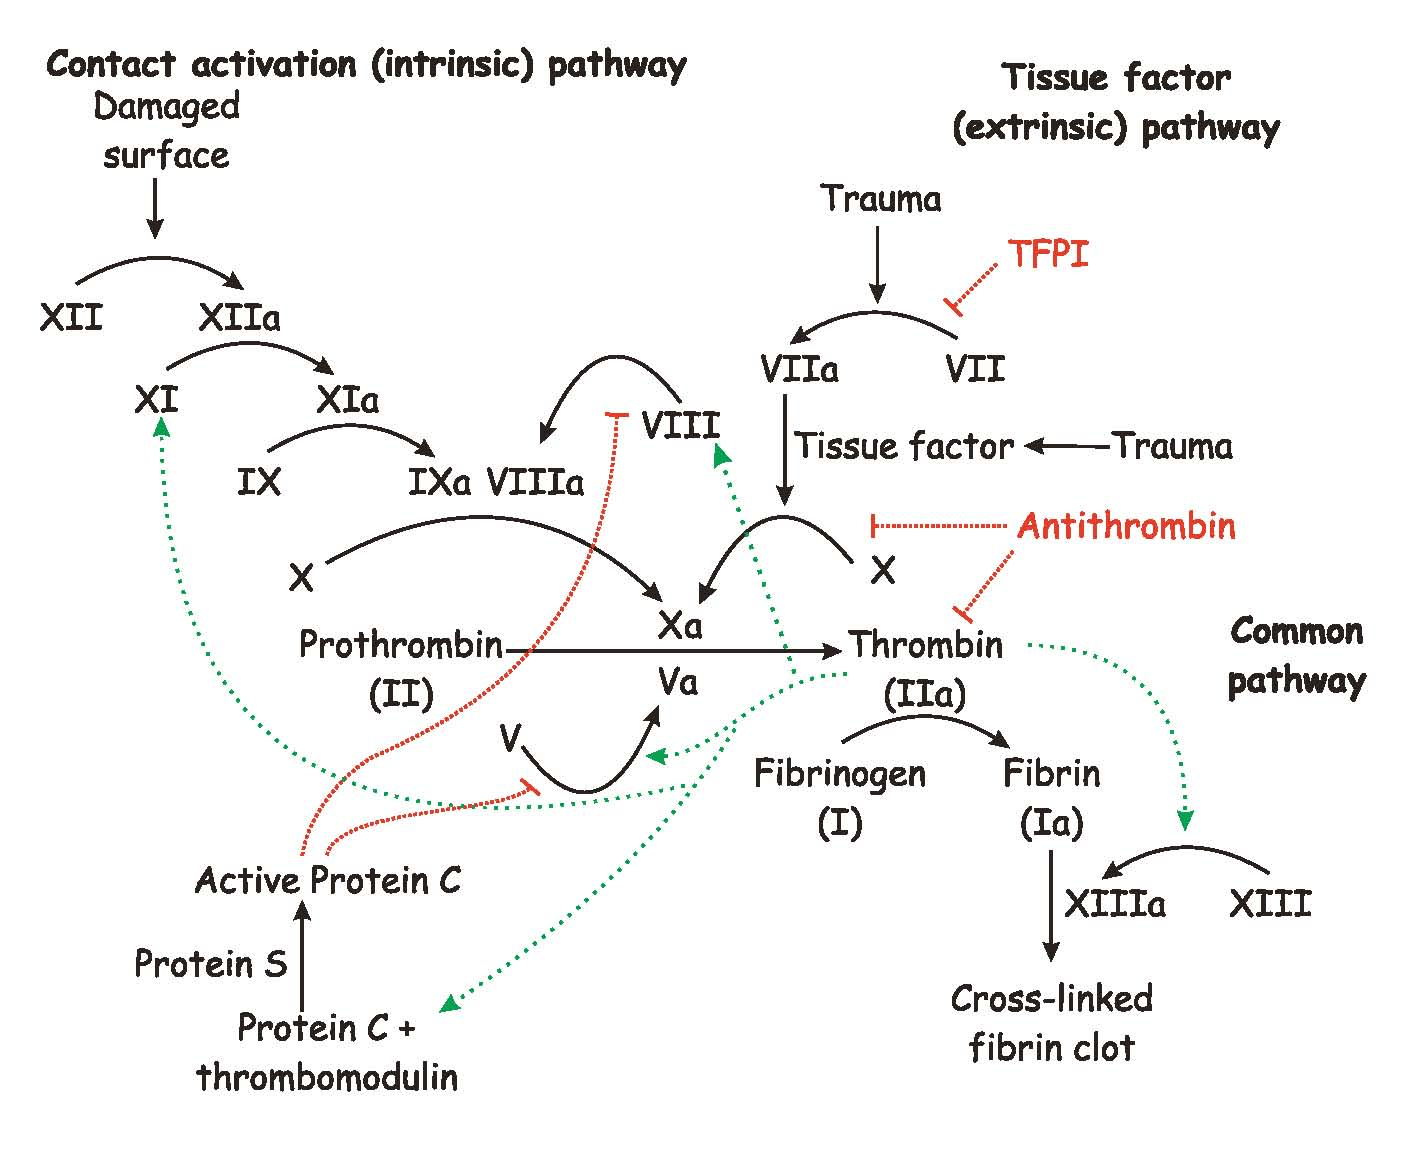 Contact activation (intrinsic) pathway
Damaged
surface
Tissue factor
(extrinsic) pathway
Trauma
TFPI
XII
XIIa
VIIa
VII
XI
XIa
VIII
Tissue factor
Trauma
IX
IXa
VIIIa
Antithrombin
X
X
Xa
Prothrombin
(II)
Thrombin
(IIa)
Common
pathway
Va
V
Fibrinogen
(I)
Fibrin
(Ia)
Active Protein C
XIIIa
XIII
Protein S
Protein C +
thrombomodulin
Cross-linked
fibrin clot